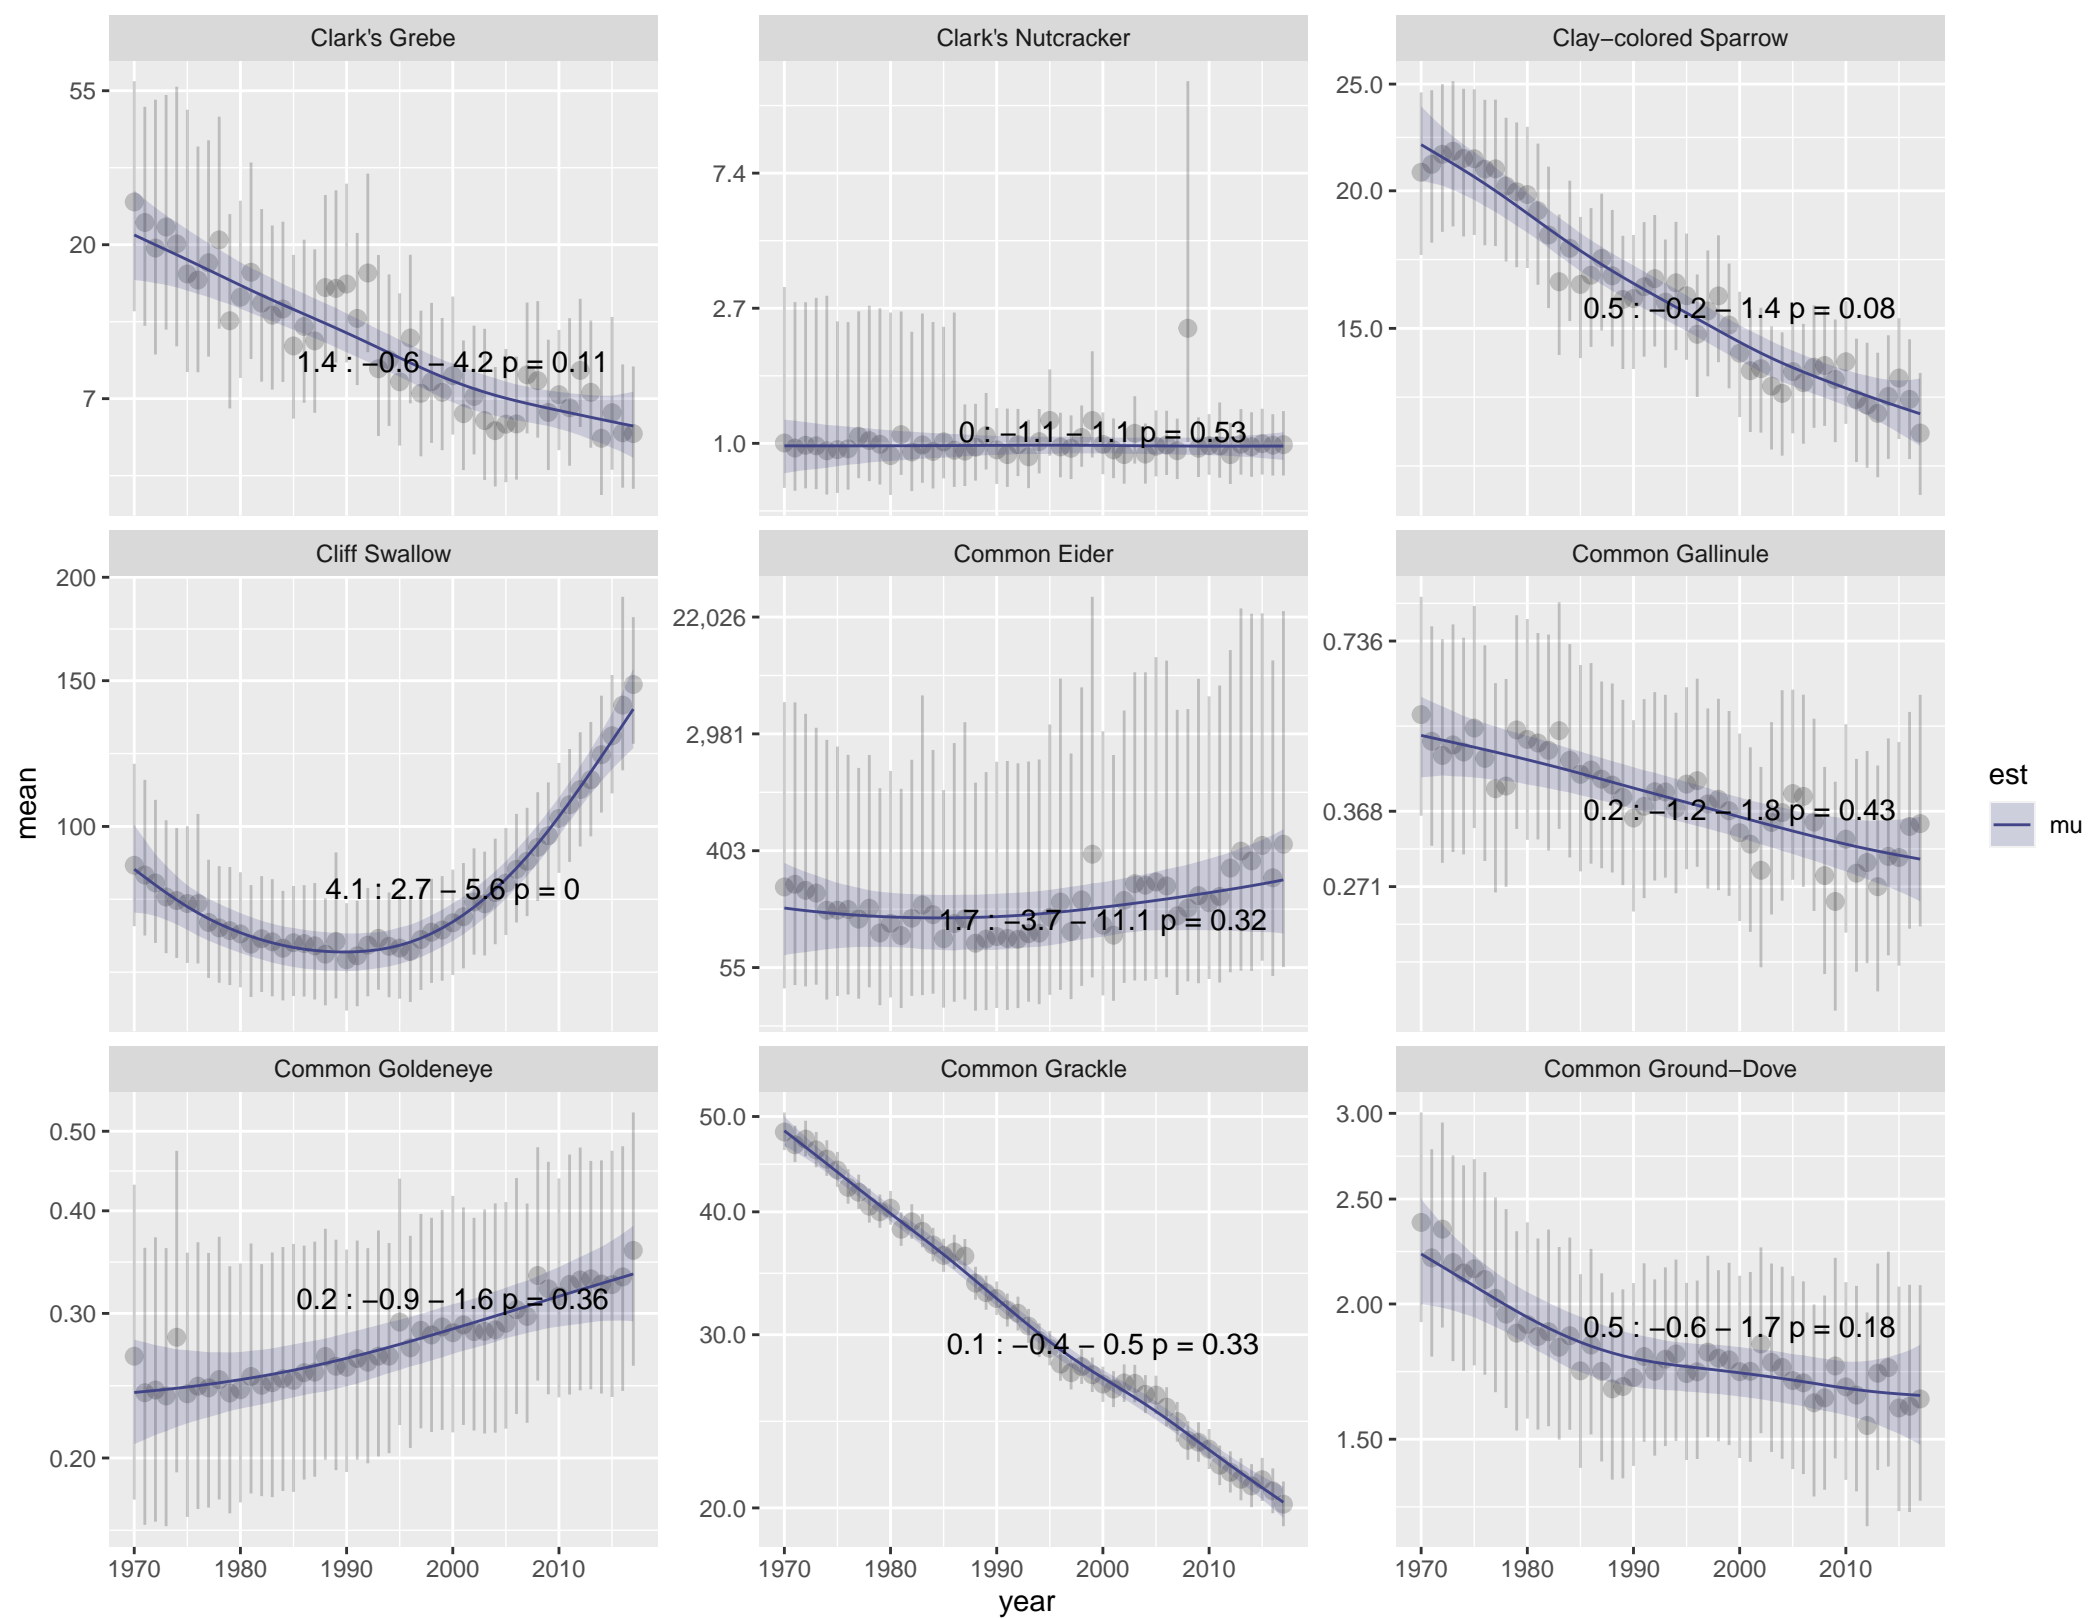 Clark's Grebe
Clark's Nutcracker
Clay−colored Sparrow
55
20
7
1.4 : −0.6 − 4.2 p = 0.11
7.4
2.7
1.0
0 : −1.1 − 1.1 p = 0.53
25.0
20.0
15.0
0.5 : −0.2 − 1.4 p = 0.08
Cliff Swallow
Common Eider
Common Gallinule
200
150
100
4.1 : 2.7 − 5.6 p = 0
22,026
2,981
403
55
1.7 : −3.7 − 11.1 p = 0.32
0.736
0.368
0.271
0.2 : −1.2 − 1.8 p = 0.43
Common Goldeneye
Common Grackle
Common Ground−Dove
0.50
0.40
0.30
0.20
0.2 : −0.9 − 1.6 p = 0.36
50.0
40.0
30.0
20.0
0.1 : −0.4 − 0.5 p = 0.33
3.00
2.50
2.00
1.50
0.5 : −0.6 − 1.7 p = 0.18
1970 1980 1990 2000 2010
1970 1980 1990 2000 2010
1970 1980 1990 2000 2010
year
mean
est
mu